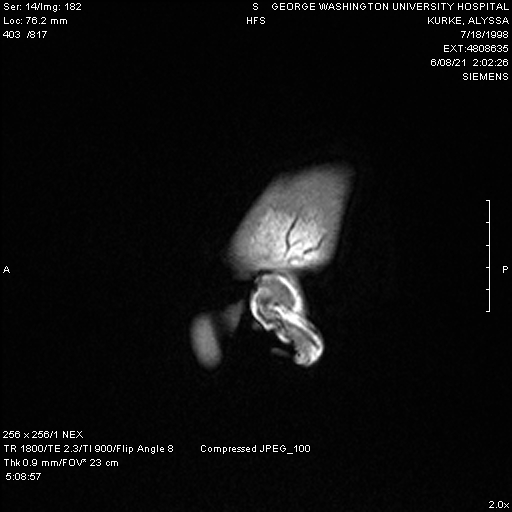 Ser: 14/Img: 182
Loc: 76.2 mm
403 /817
S
HFS
GEORGE WASHINGTON UNIVERSITY HOSPITAL
KURKE, ALYSSA
7/18/1998
EXT:4808635
6/08/21 2:02:26
SIEMENS
A
P
256 x 256/1 NEX
TR 1800/TE 2.3/TI 900/Flip Angle 8
Compressed JPEG_100
Thk 0.9 mm/FOV* 23 cm
5:08:57
2.0x